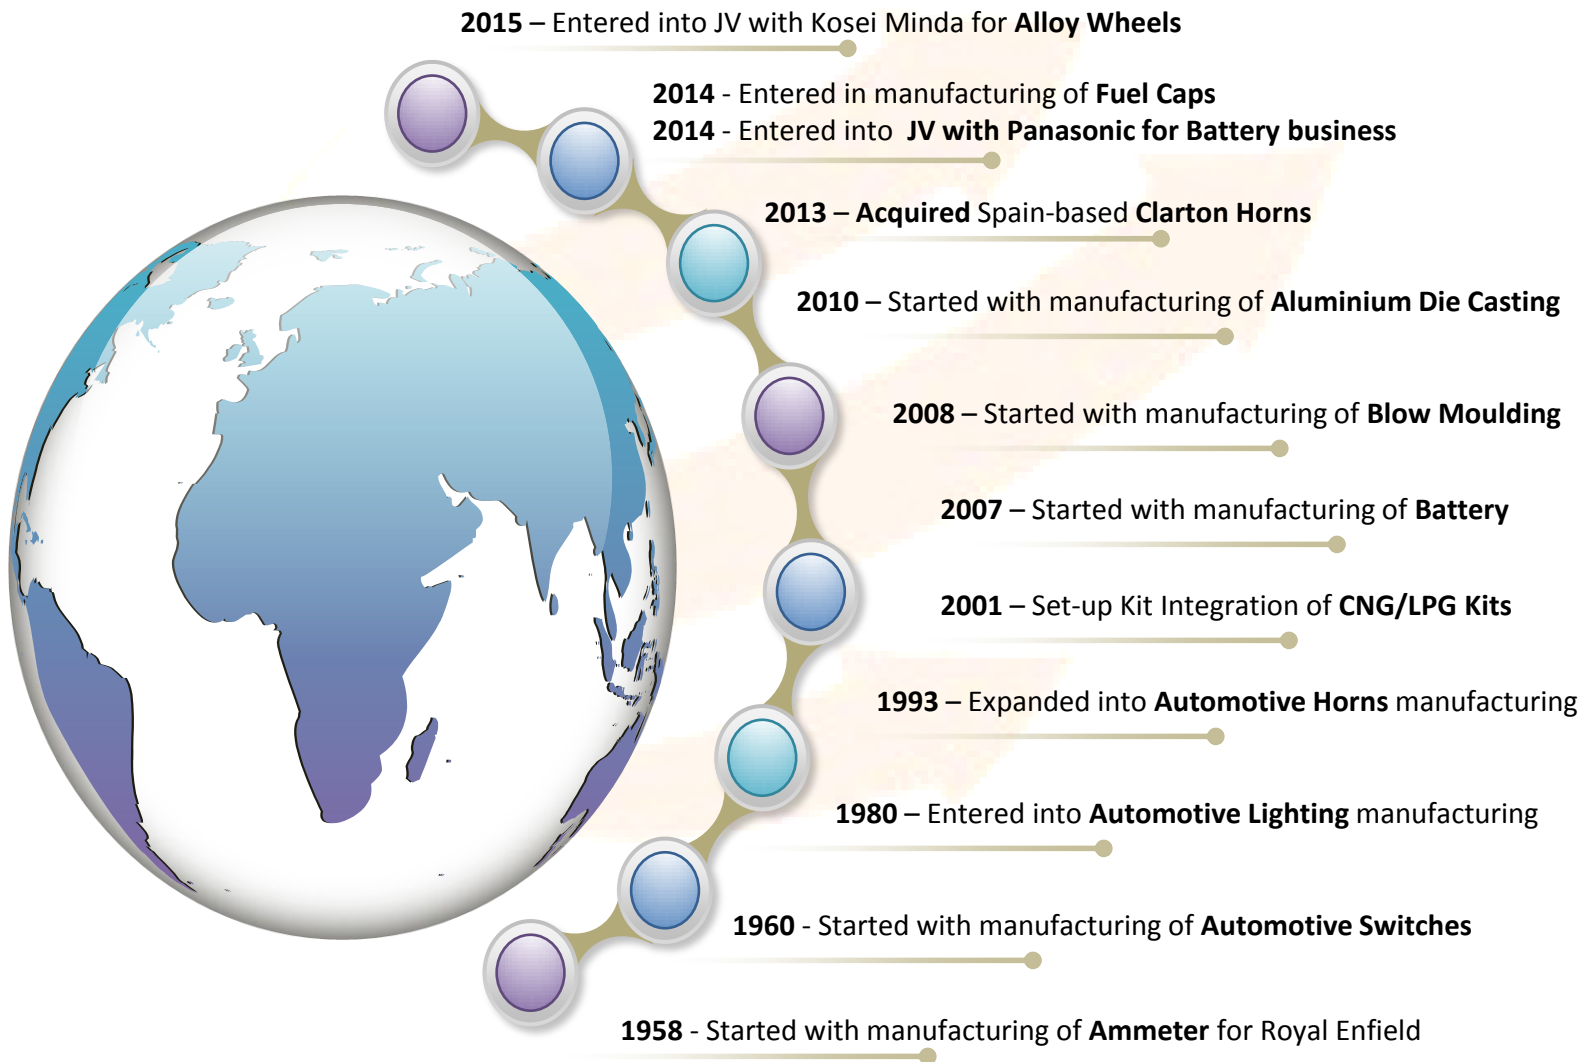 2015 – Entered into JV with Kosei Minda for Alloy Wheels
2014 - Entered in manufacturing of Fuel Caps
2014 - Entered into JV with Panasonic for Battery business
2013 – Acquired Spain-based Clarton Horns
2010 – Started with manufacturing of Aluminium Die Casting
2008 – Started with manufacturing of Blow Moulding
2007 – Started with manufacturing of Battery
2001 – Set-up Kit Integration of CNG/LPG Kits
1993 – Expanded into Automotive Horns manufacturing
1980 – Entered into Automotive Lighting manufacturing
1960 - Started with manufacturing of Automotive Switches
1958 - Started with manufacturing of Ammeter for Royal Enfield